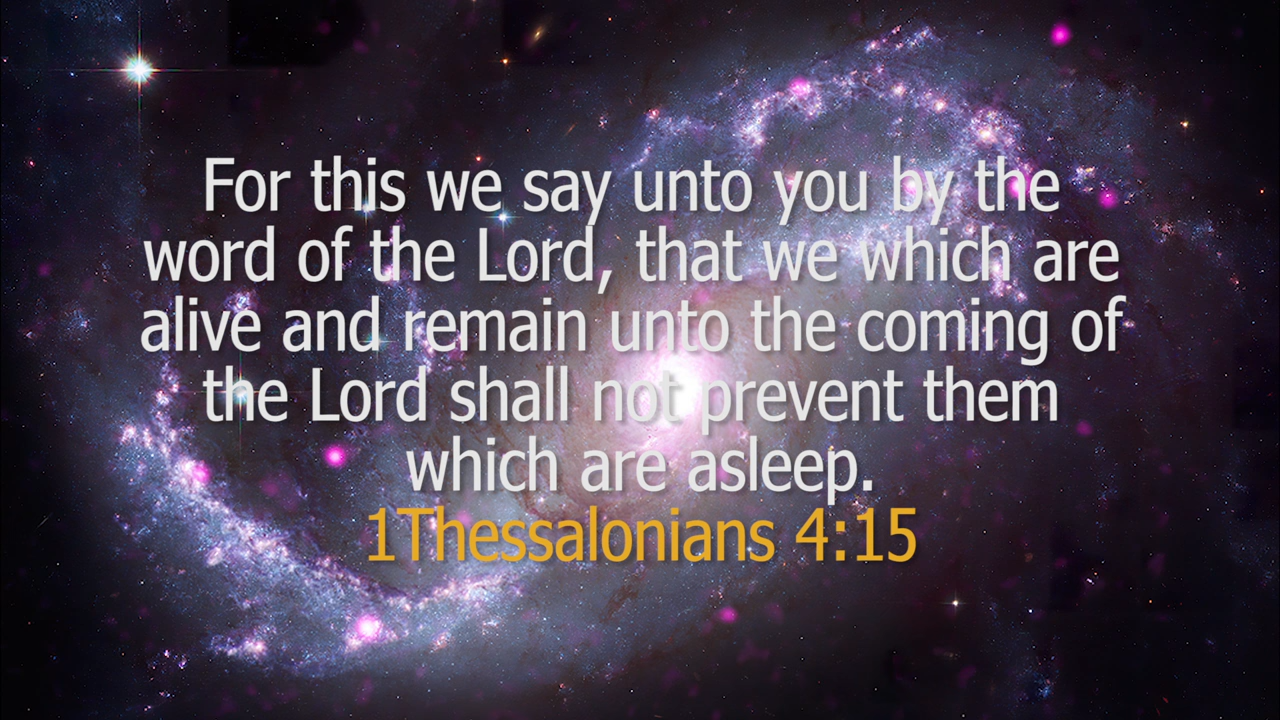 For this we say unto you by the
word of the Lord, that we which are
alive and remain unto the coming of
the Lord shall not prevent them
which are asleep.
1Thessalonians 4:15